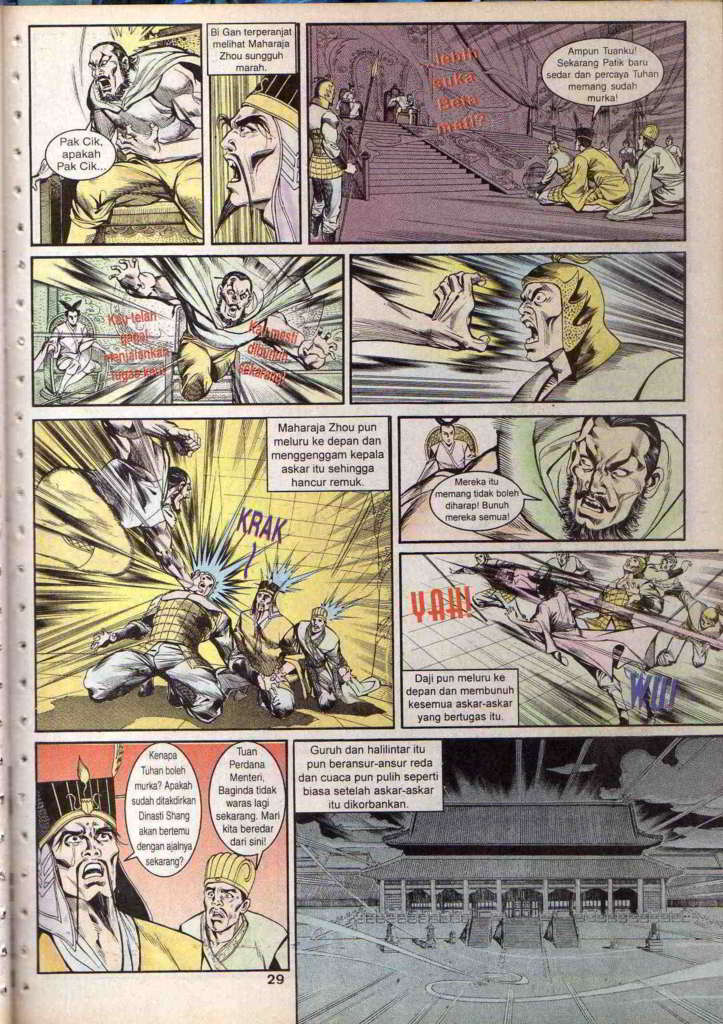 Pak Cik,
apakah
Pak Cik...
Bi Gan terperanjat
melihat Maharaja
Zhou sungguh
marah.
lebih
suka
Beta
mati?
Ampun Tuanku!
Sekarang Patik baru
sedar dan percaya Tuhan
memang sudah
murka!
Kau telah
gagal
menjalankan
tugas kau!
Kau mesti
dibunuh
sekarang!
Maharaja Zhou pun
meluru ke depan dan
menggenggam kepala
askar itu sehingga
hancur remuk.
KRAK
Mereka itu
memang tidak boleh
diharap! Bunuh
mereka semua!
YAH!
Daji pun meluru ke
depan dan membunuh
kesemua askar-askar
yang bertugas itu.
Kenapa
Tuhan boleh
murka? Apakah
sudah ditakdirkan
Dinasti Shang
akan bertemu
dengan ajalnya
sekarang?
Tuan
Perdana
Menteri,
Baginda tidak
waras lagi
sekarang. Mari
kita beredar
dari sini!
Guruh dan halilintar itu
pun beransur-ansur reda
dan cuaca pun pulih seperti
biasa setelah askar-askar
itu dikorbankan.
29